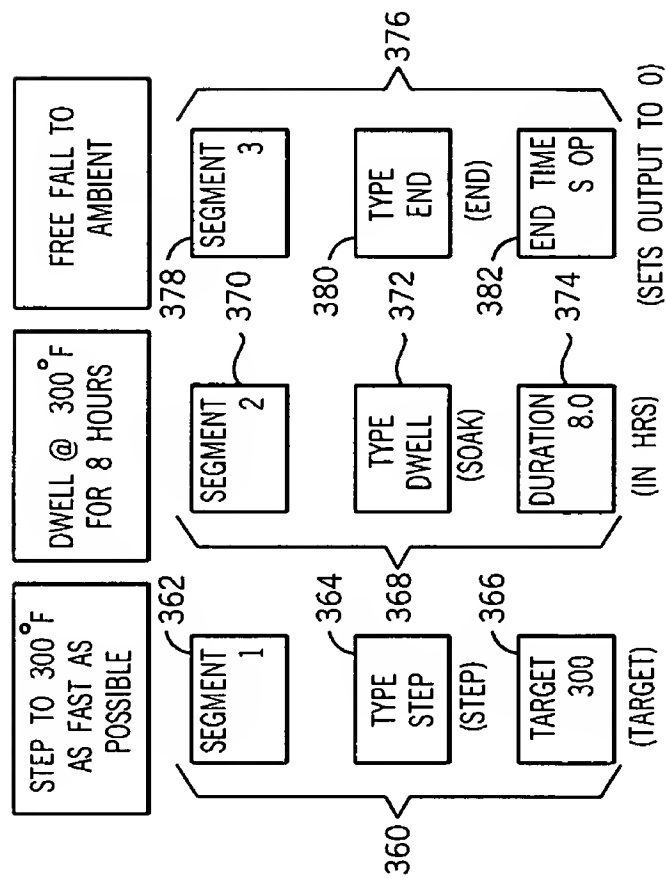 STEP TO 300°F
AS FAST AS
POSSIBLE
360
362
SEGMENT
1
364
TYPE
STEP
(STEP)
366
TARGET
300
(TARGET)
DWELL @ 300°F
FOR 8 HOURS
368
SEGMENT
2
370
TYPE
DWELL
372
(SOAK)
DURATION
8.0
374
(IN HRS)
FREE FALL TO
AMBIENT
378
SEGMENT
3
380
TYPE
END
(END)
382
END TIME
S OP
(SETS OUTPUT TO 0)
376